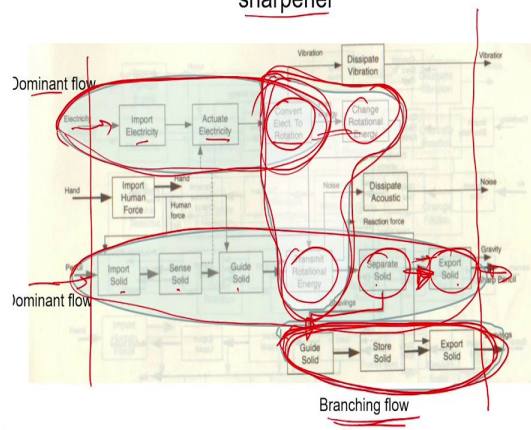 sharpener
Vibration
Dissipate
Vibration
Vibration
Dominant flow
Electricity
Import
Electricity
Actuate
Electricity
Convert
Elect. To
Rotation
Change
Rotational
Energy
Hand
Import
Human
Force
Hand
Human
force
Noise
Dissipate
Acoustic
Noise
Reaction force
Gravity
Pencil
Import
Solid
Sense
Solid
Guide
Solid
Transmit
Rotational
Energy
Separate
Solid
Export
Solid
Sharp Pencil
Dominant flow
Shavings
Guide
Solid
Store
Solid
Export
Solid
Branching flow